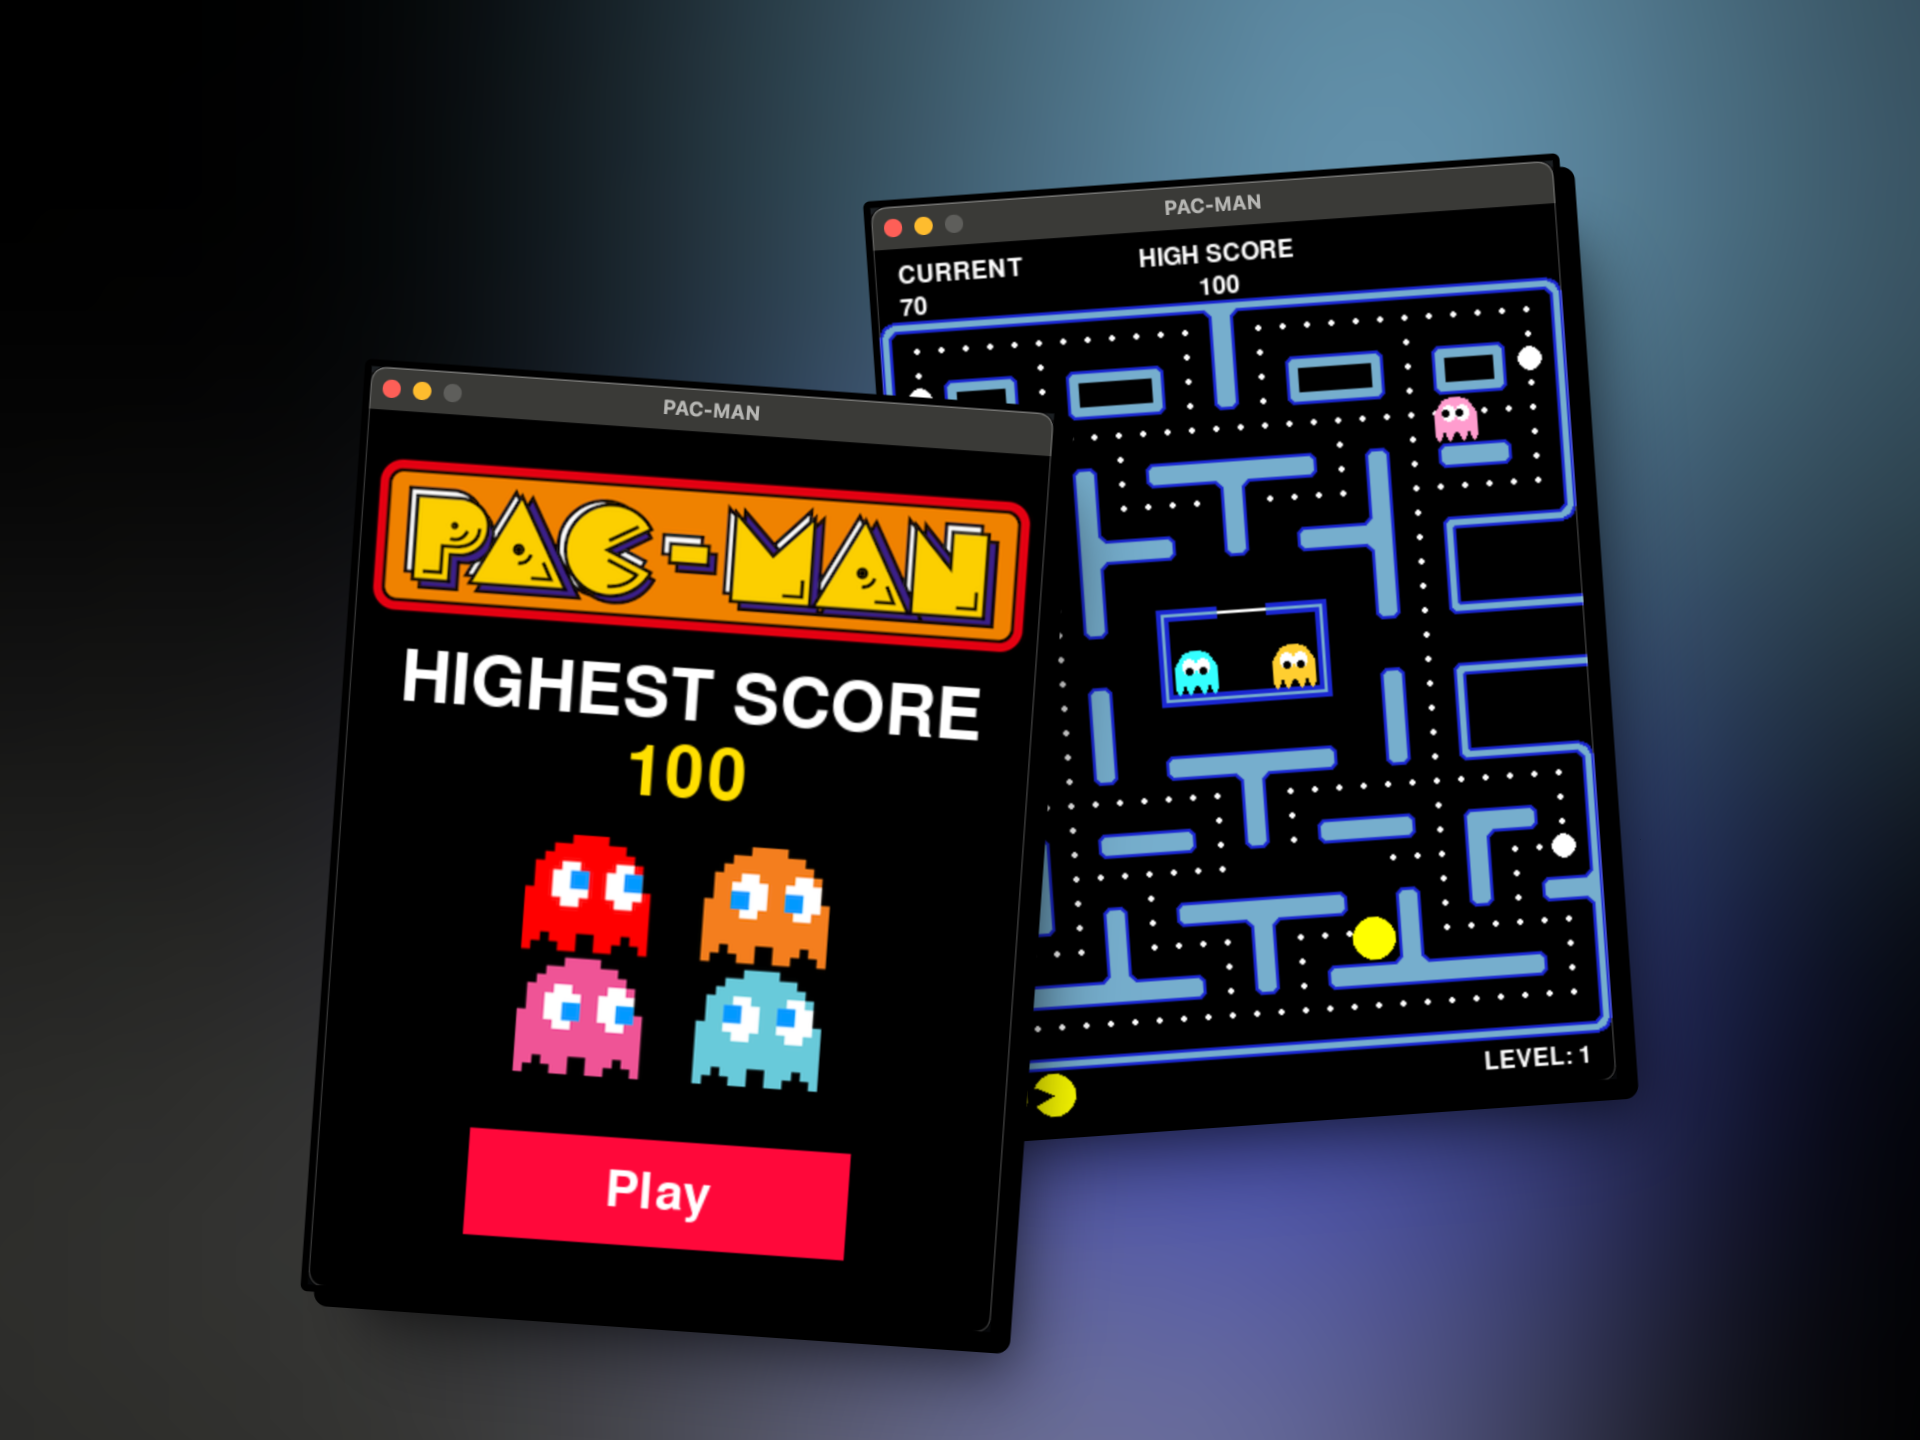 PAC-MAN
PAC-MAN
HIGHEST SCORE
100
Play
PAC-MAN
CURRENT
70
HIGH SCORE
100
LEVEL: 1